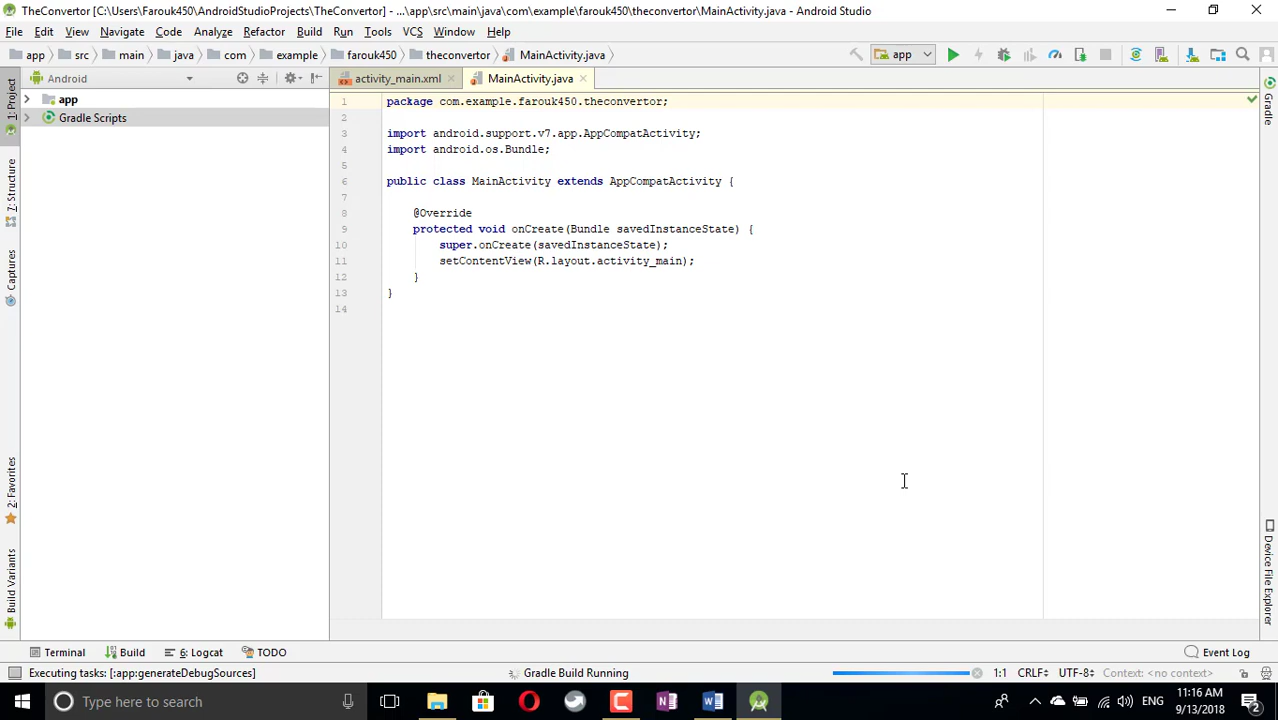 TheConvertor [C:\Users\Farouk450\AndroidStudioProjects\TheConvertor] - ...\app\src\main\java\com\example\farouk450\theconvertor\MainActivity.java - Android Studio
File Edit View Navigate Code Analyze Refactor Build Run Tools VCS Window Help
app src main java com example farouk450 theconvertor MainActivity.java app
Android activity_main.xml MainActivity.java
app
Gradle Scripts
1: Project
7: Structure
Captures
2: Favorites
Build Variants
1 package com.example.farouk450.theconvertor;
2
3 import android.support.v7.app.AppCompatActivity;
4 import android.os.Bundle;
5
6 public class MainActivity extends AppCompatActivity {
7
8 @Override
9 protected void onCreate(Bundle savedInstanceState) {
10 super.onCreate(savedInstanceState);
11 setContentView(R.layout.activity_main);
12 }
13 }
14
Gradle
Device File Explorer
Terminal Build 6: Logcat TODO Event Log
Executing tasks: [:app:generateDebugSources] Gradle Build Running 1:1 CRLF UTF-8 Context: <no context>
Type here to search ENG 11:16 AM
9/13/2018 2